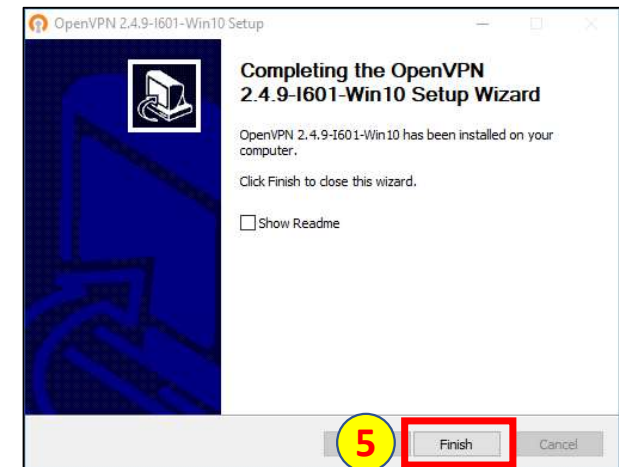 OpenVPN 2.4.9-I601-Win10 Setup
Completing the OpenVPN
2.4.9-I601-Win10 Setup Wizard
OpenVPN 2.4.9-I601-Win10 has been installed on your
computer.
Click Finish to close this wizard.
Show Readme
5
Finish
Cancel